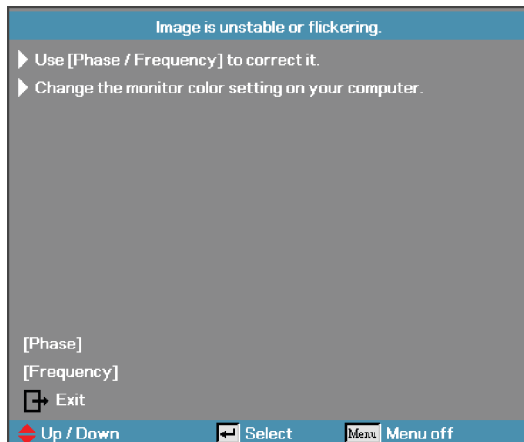 Image is unstable or flickering.
Use [Phase / Frequency] to correct it.
Change the monitor color setting on your computer.
[Phase]
[Frequency]
Exit
Up / Down Select Menu Menu off